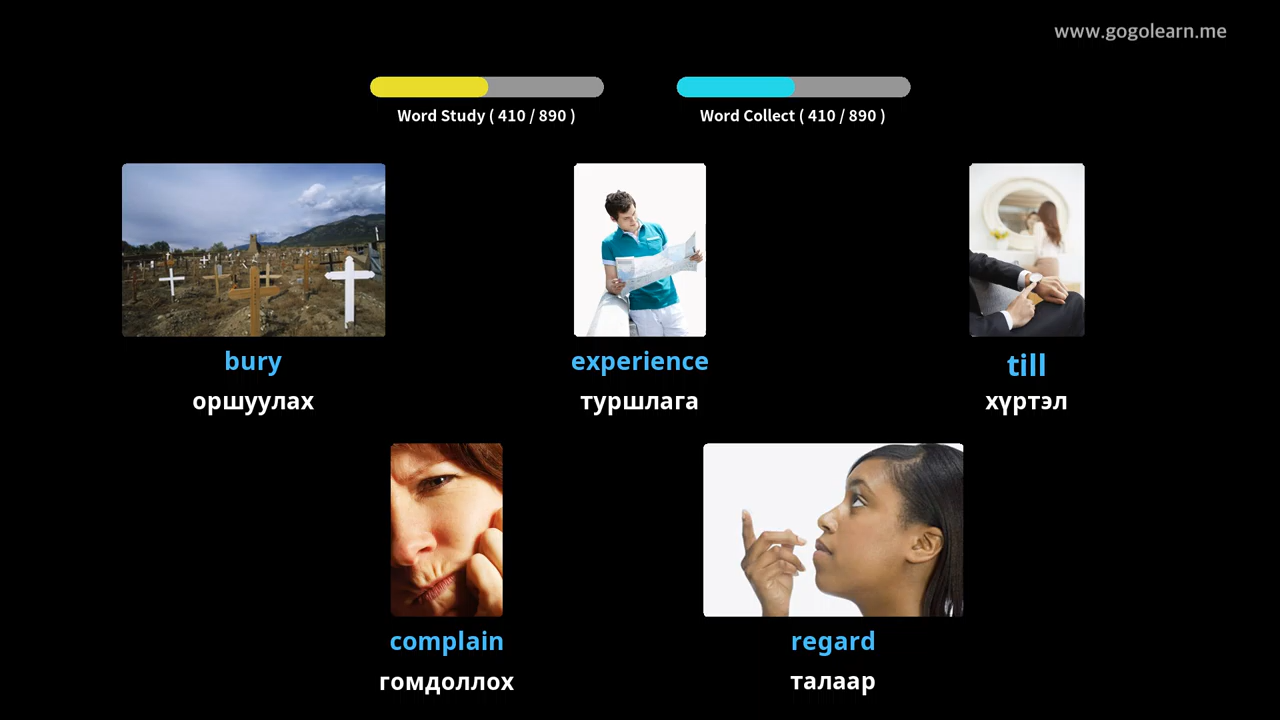 www.gogolearn.me
Word Study ( 410 / 890 )
Word Collect ( 410 / 890 )
bury
оршуулах
experience
туршлага
till
хүртэл
complain
гомдоллох
regard
талаар